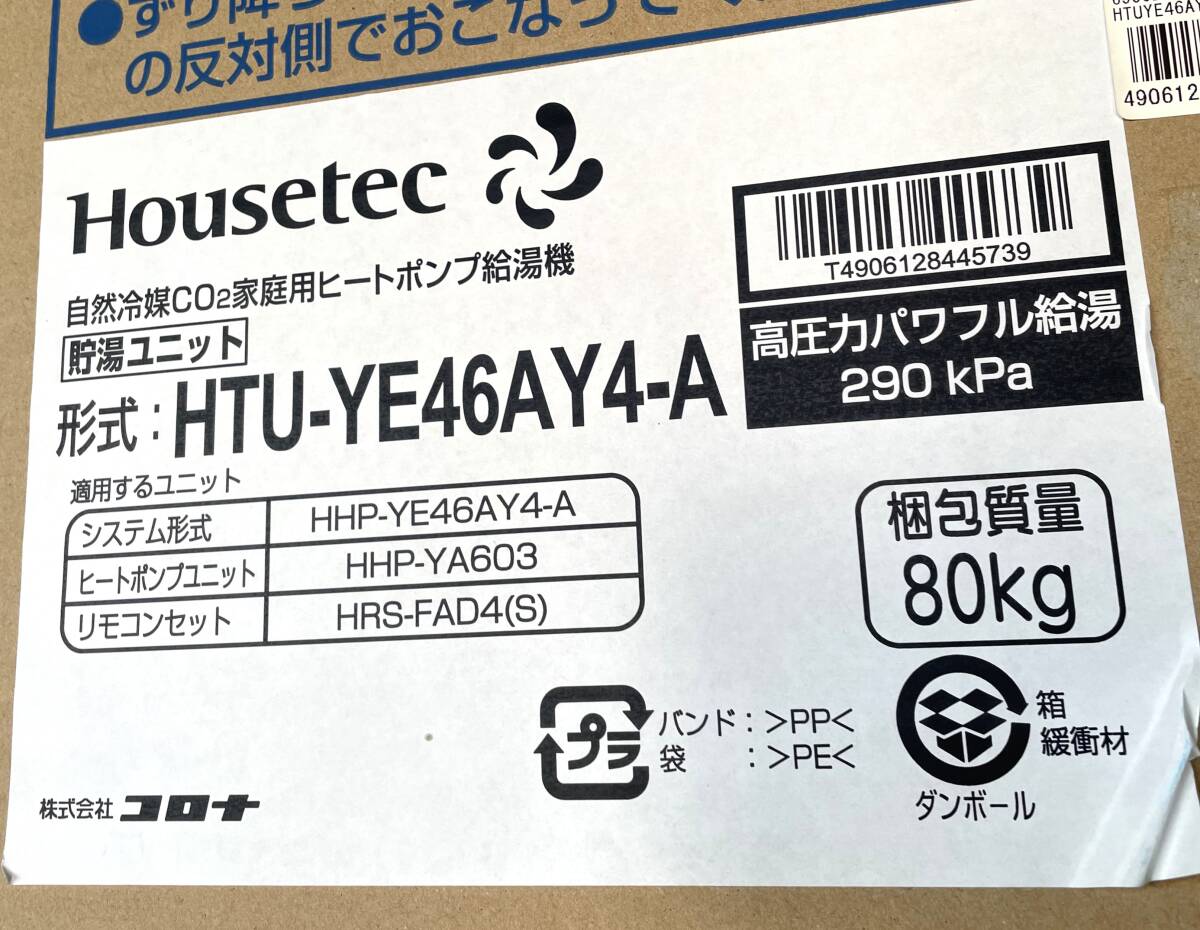 ●ずり降
の反対側でおこなって
HTUYE46AY
490612
Housetec
自然冷媒CO2家庭用ヒートポンプ給湯機
貯湯ユニット
形式：HTU-YE46AY4-A
T4906128445739
高圧力パワフル給湯
290 kPa
適用するユニット
システム形式 HHP-YE46AY4-A
ヒートポンプユニット HHP-YA603
リモコンセット HRS-FAD4(S)
梱包質量
80kg
プラ
バンド：>PP<
袋：>PE<
箱
緩衝材
ダンボール
株式会社 コロナ